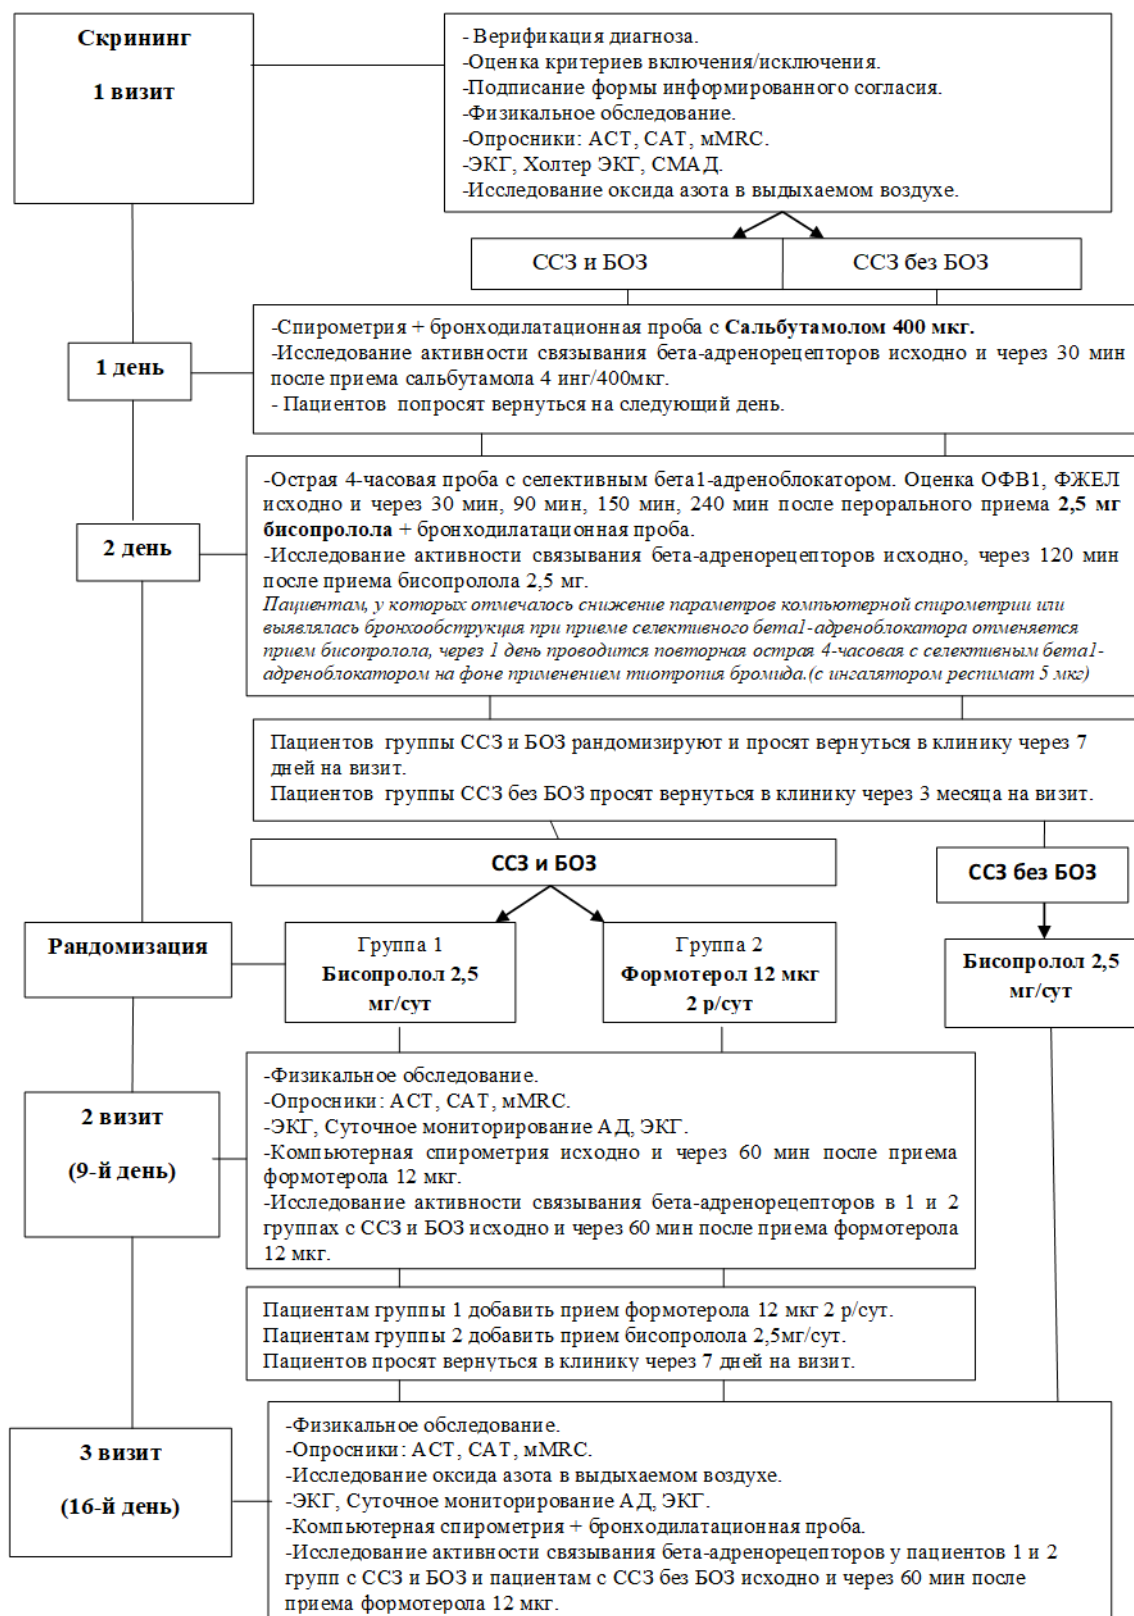 Скрининг
1 визит
- Верификация диагноза.
-Оценка критериев включения/исключения.
-Подписание формы информированного согласия.
-Физикальное обследование.
-Опросники: АСТ, САТ, мMRC.
-ЭКГ, Холтер ЭКГ, СМАД.
-Исследование оксида азота в выдыхаемом воздухе.
ССЗ и БОЗ
ССЗ без БОЗ
1 день
-Спирометрия + бронходилатационная проба с Сальбутамолом 400 мкг.
-Исследование активности связывания бета-адренорецепторов исходно и через 30 мин
после приема сальбутамола 4 инг/400мкг.
- Пациентов попросят вернуться на следующий день.
2 день
-Острая 4-часовая проба с селективным бета1-адреноблокатором. Оценка ОФВ1, ФЖЕЛ
исходно и через 30 мин, 90 мин, 150 мин, 240 мин после перорального приема 2,5 мг
бисопролола + бронходилатационная проба.
-Исследование активности связывания бета-адренорецепторов исходно, через 120 мин
после приема бисопролола 2,5 мг.
Пациентам, у которых отмечалось снижение параметров компьютерной спирометрии или
выявлялась бронхообструкция при приеме селективного бета1-адреноблокатора отменяется
прием бисопролола, через 1 день проводится повторная острая 4-часовая с селективным бета1-
адреноблокатором на фоне применением тиотропия бромида.(с ингалятором респимат 5 мкг)
Пациентов группы ССЗ и БОЗ рандомизируют и просят вернуться в клинику через 7
дней на визит.
Пациентов группы ССЗ без БОЗ просят вернуться в клинику через 3 месяца на визит.
ССЗ и БОЗ
ССЗ без БОЗ
Рандомизация
Группа 1
Бисопролол 2,5
мг/сут
Группа 2
Формотерол 12 мкг
2 р/сут
Бисопролол 2,5
мг/сут
2 визит
(9-й день)
-Физикальное обследование.
-Опросники: АСТ, САТ, мMRC.
-ЭКГ, Суточное мониторирование АД, ЭКГ.
-Компьютерная спирометрия исходно и через 60 мин после приема
формотерола 12 мкг.
-Исследование активности связывания бета-адренорецепторов в 1 и 2
группах с ССЗ и БОЗ исходно и через 60 мин после приема формотерола
12 мкг.
Пациентам группы 1 добавить прием формотерола 12 мкг 2 р/сут.
Пациентам группы 2 добавить прием бисопролола 2,5мг/сут.
Пациентов просят вернуться в клинику через 7 дней на визит.
3 визит
(16-й день)
-Физикальное обследование.
-Опросники: АСТ, САТ, мMRC.
-Исследование оксида азота в выдыхаемом воздухе.
-ЭКГ, Суточное мониторирование АД, ЭКГ.
-Компьютерная спирометрия + бронходилатационная проба.
-Исследование активности связывания бета-адренорецепторов у пациентов 1 и 2
групп с ССЗ и БОЗ и пациентам с ССЗ без БОЗ исходно и через 60 мин после
приема формотерола 12 мкг.